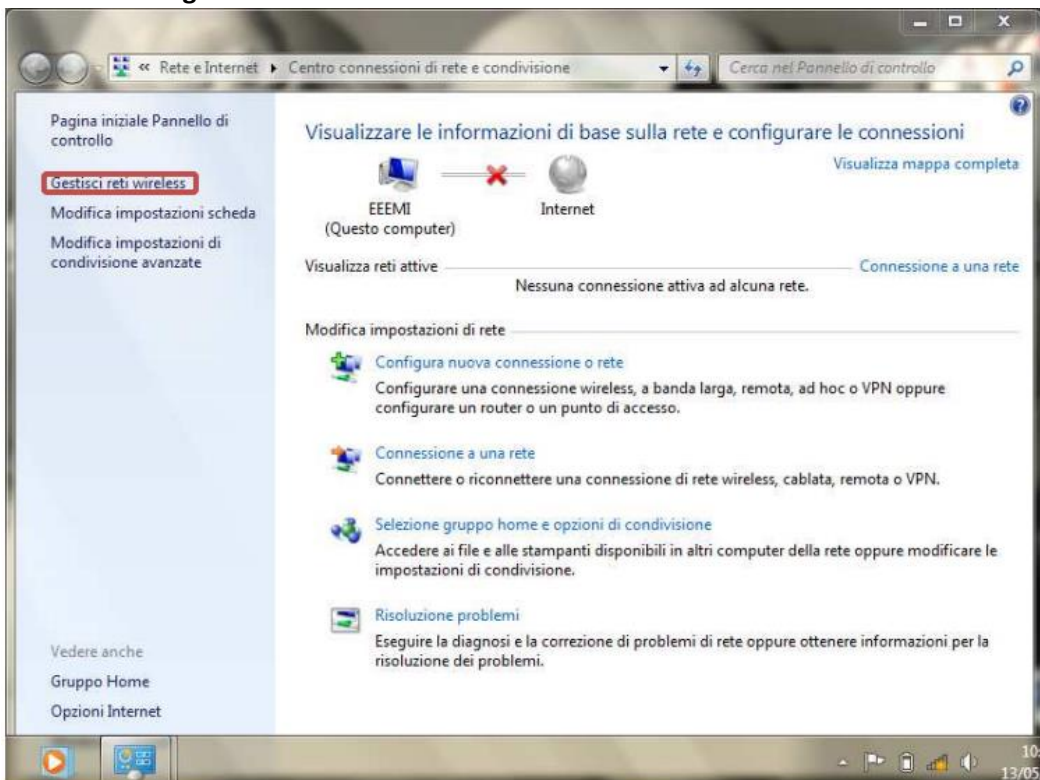 Rete e Internet
Centro connessioni di rete e condivisione
Cerca nel Pannello di controllo
Pagina iniziale Pannello di
controllo
Gestisci reti wireless
Modifica impostazioni scheda
Modifica impostazioni di
condivisione avanzate
Vedere anche
Gruppo Home
Opzioni Internet
Visualizzare le informazioni di base sulla rete e configurare le connessioni
Visualizza mappa completa
EEEMI
(Questo computer)
Internet
Visualizza reti attive
Connessione a una rete
Nessuna connessione attiva ad alcuna rete.
Modifica impostazioni di rete
Configura nuova connessione o rete
Configurare una connessione wireless, a banda larga, remota, ad hoc o VPN oppure
configurare un router o un punto di accesso.
Connessione a una rete
Connettere o riconnettere una connessione di rete wireless, cablata, remota o VPN.
Selezione gruppo home e opzioni di condivisione
Accedere ai file e alle stampanti disponibili in altri computer della rete oppure modificare le
impostazioni di condivisione.
Risoluzione problemi
Eseguire la diagnosi e la correzione di problemi di rete oppure ottenere informazioni per la
risoluzione dei problemi.
10:
13/05